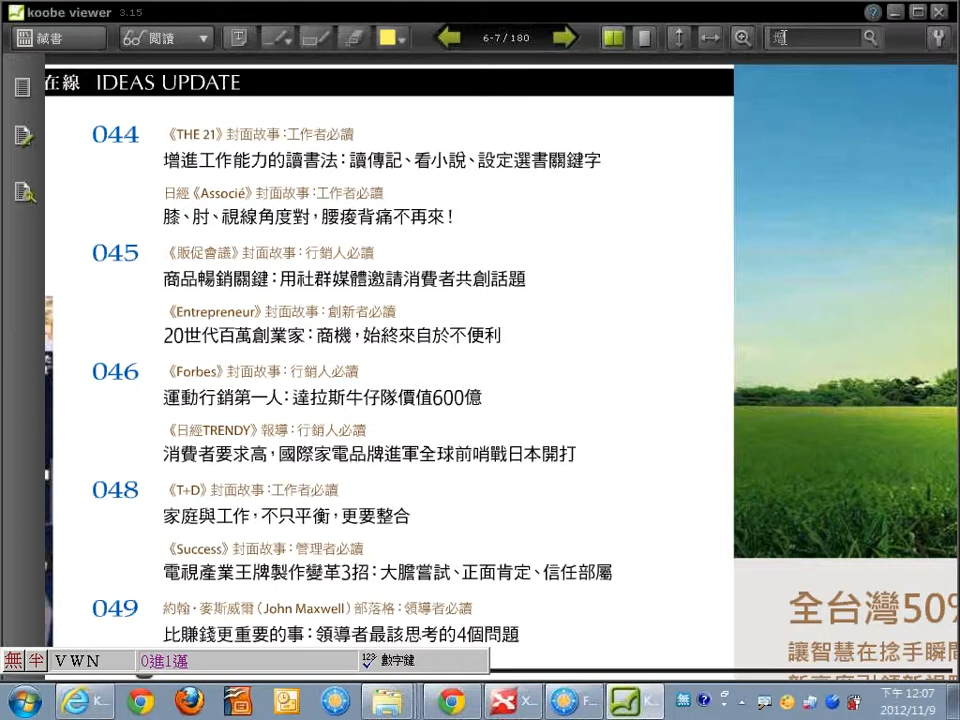 koobe viewer 3.15
藏書 閱讀 6-7 / 180 增
在線 IDEAS UPDATE
044 《THE 21》封面故事:工作者必讀
增進工作能力的讀書法:讀傳記、看小說、設定選書關鍵字
日經《Associé》封面故事:工作者必讀
膝、肘、視線角度對,腰痠背痛不再來!
045 《販促會議》封面故事:行銷人必讀
商品暢銷關鍵:用社群媒體邀請消費者共創話題
《Entrepreneur》封面故事:創新者必讀
20世代百萬創業家:商機,始終來自於不便利
046 《Forbes》封面故事:行銷人必讀
運動行銷第一人:達拉斯牛仔隊價值600億
《日經TRENDY》報導:行銷人必讀
消費者要求高,國際家電品牌進軍全球前哨戰日本開打
048 《T+D》封面故事:工作者必讀
家庭與工作,不只平衡,更要整合
《Success》封面故事:管理者必讀
電視產業王牌製作變革3招:大膽嘗試、正面肯定、信任部屬
049 約翰・麥斯威爾(John Maxwell)部落格:領導者必讀
比賺錢更重要的事:領導者最該思考的4個問題
全台灣50%
讓智慧在捻手瞬間
無 半 VWN 0進1邁 123 數字鍵
K... X... F... K... 無 下午 12:07
2012/11/9